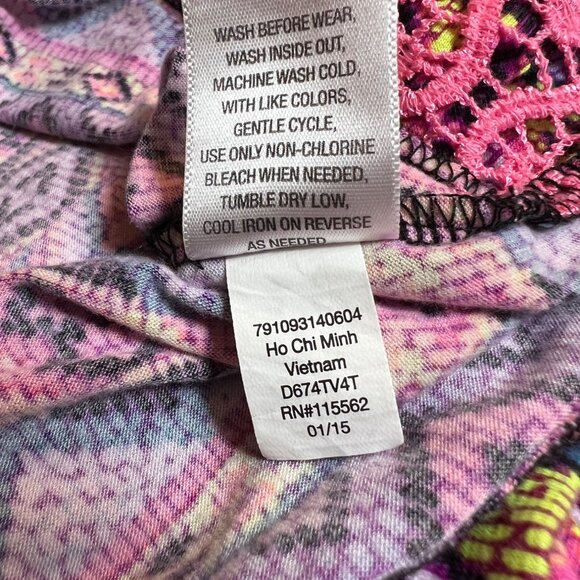 WASH BEFORE WEAR,
WASH INSIDE OUT,
MACHINE WASH COLD,
WITH LIKE COLORS,
GENTLE CYCLE,
USE ONLY NON-CHLORINE
BLEACH WHEN NEEDED,
TUMBLE DRY LOW,
COOL IRON ON REVERSE
AS NEEDED
791093140604
Ho Chi Minh
Vietnam
D674TV4T
RN#115562
01/15